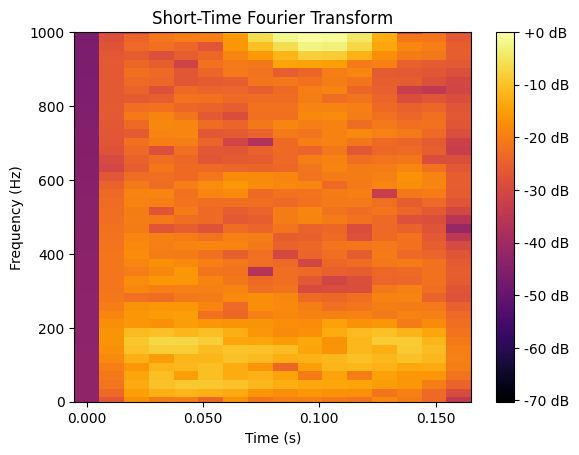 Short-Time Fourier Transform
1000
800
600
400
200
0
Frequency (Hz)
0.000
0.050
0.100
0.150
Time (s)
+0 dB
-10 dB
-20 dB
-30 dB
-40 dB
-50 dB
-60 dB
-70 dB